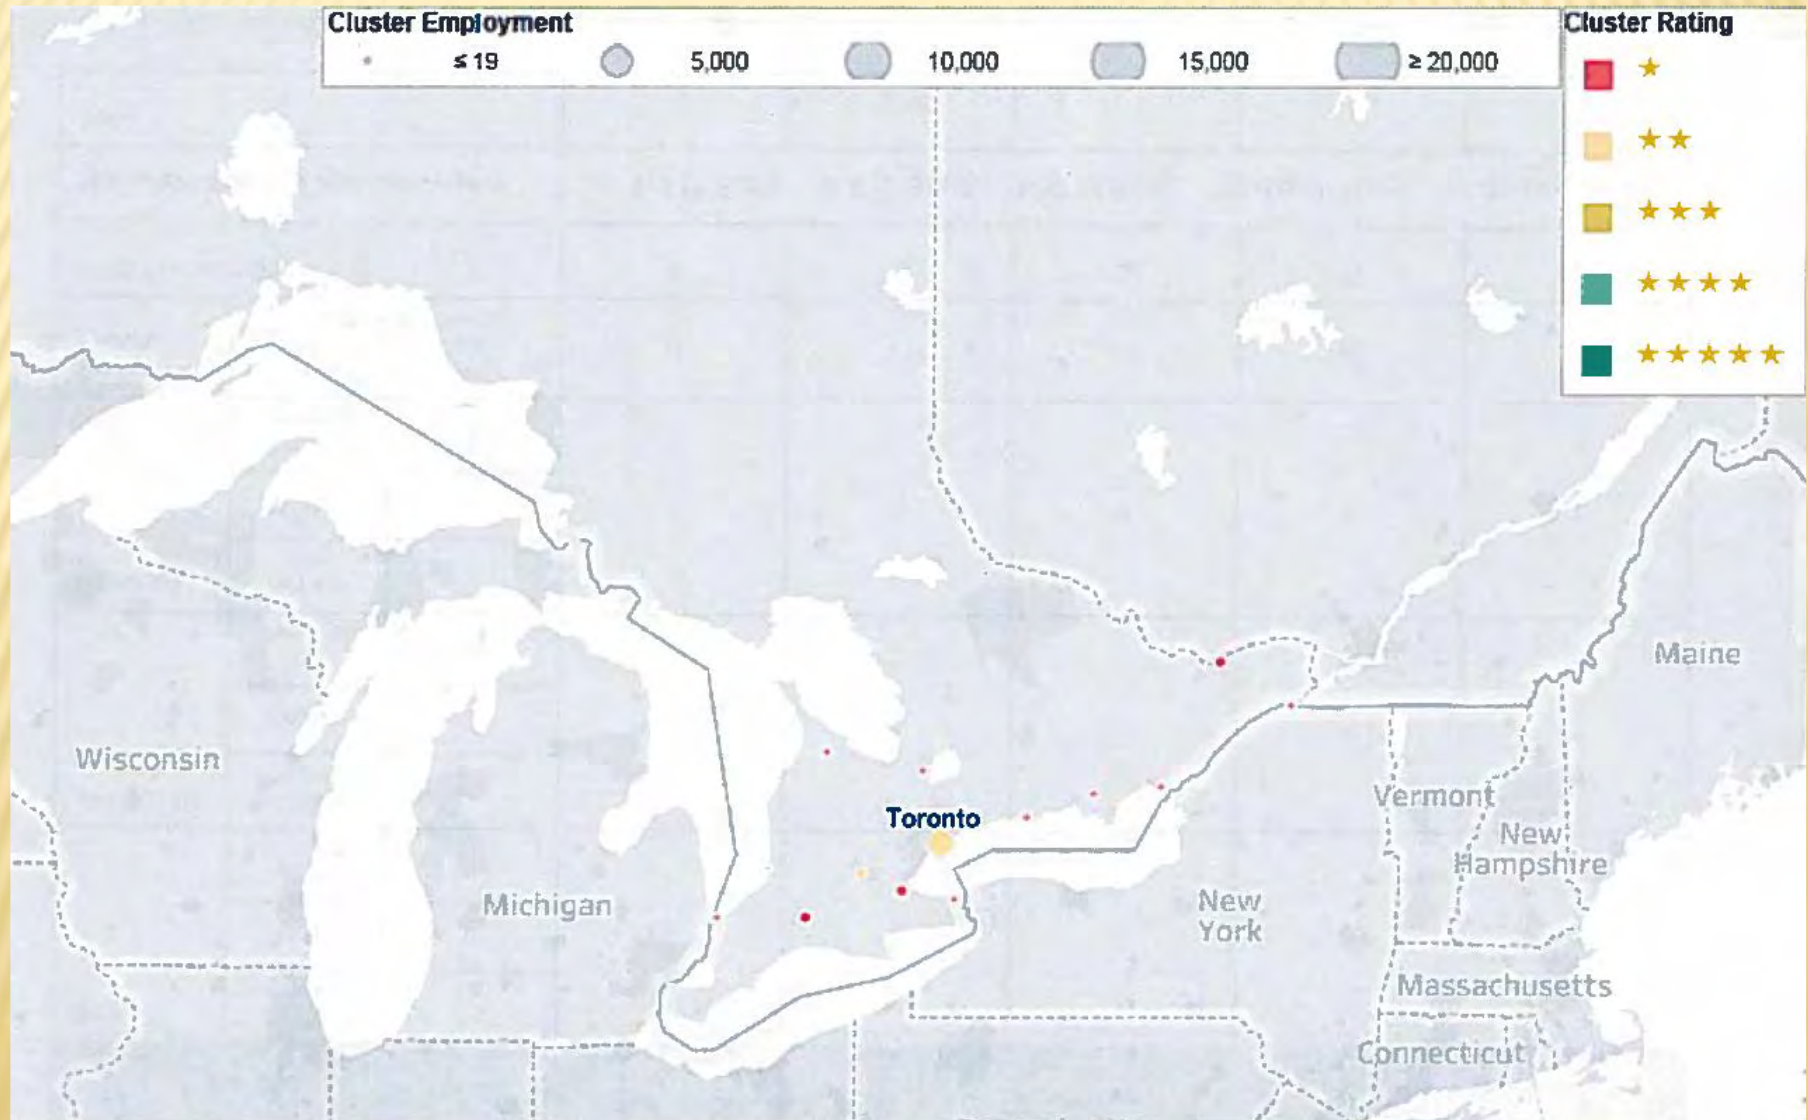 Cluster Employment
≤ 19 5,000 10,000 15,000 ≥ 20,000
Cluster Rating
Maine
Wisconsin
Vermont
Toronto
New
Hampshire
Michigan
New
York
Massachusetts
Connecticut